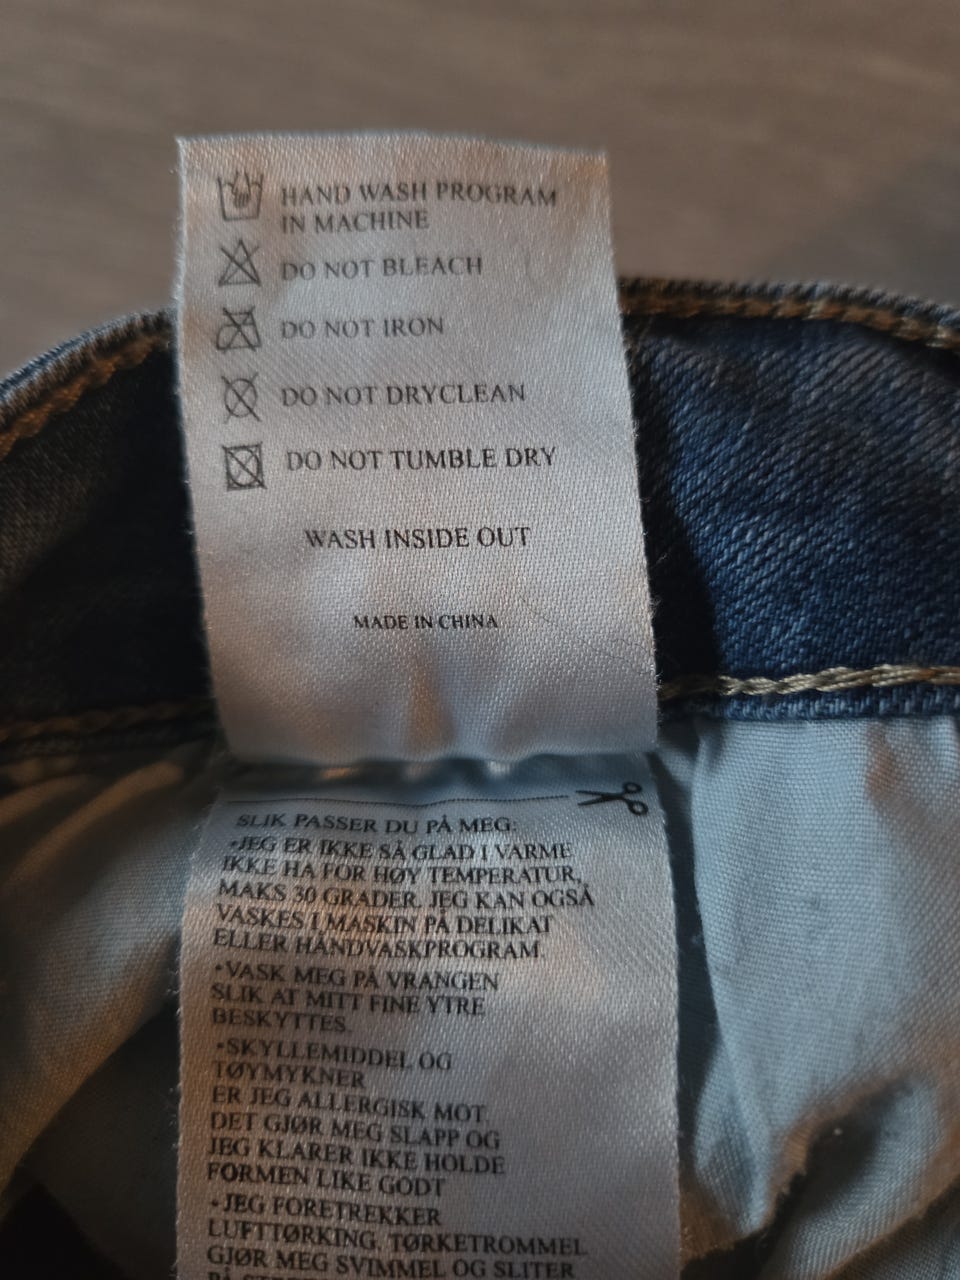 HAND WASH PROGRAM
IN MACHINE
DO NOT BLEACH
DO NOT IRON
DO NOT DRYCLEAN
DO NOT TUMBLE DRY
WASH INSIDE OUT
MADE IN CHINA
SLIK PASSER DU PÅ MEG:
•JEG ER IKKE SÅ GLAD I VARME
IKKE HA FOR HØY TEMPERATUR,
MAKS 30 GRADER. JEG KAN OGSÅ
VASKES I MASKIN PÅ DELIKAT
ELLER HÅNDVASKPROGRAM.
•VASK MEG PÅ VRANGEN
SLIK AT MITT FINE YTRE
BESKYTTES.
•SKYLLEMIDDEL OG
TØYMYKNER
ER JEG ALLERGISK MOT.
DET GJØR MEG SLAPP OG
JEG KLARER IKKE HOLDE
FORMEN LIKE GODT
•JEG FORETREKKER
LUFTTØRKING. TØRKETROMMEL
GJØR MEG SVIMMEL OG SLITER